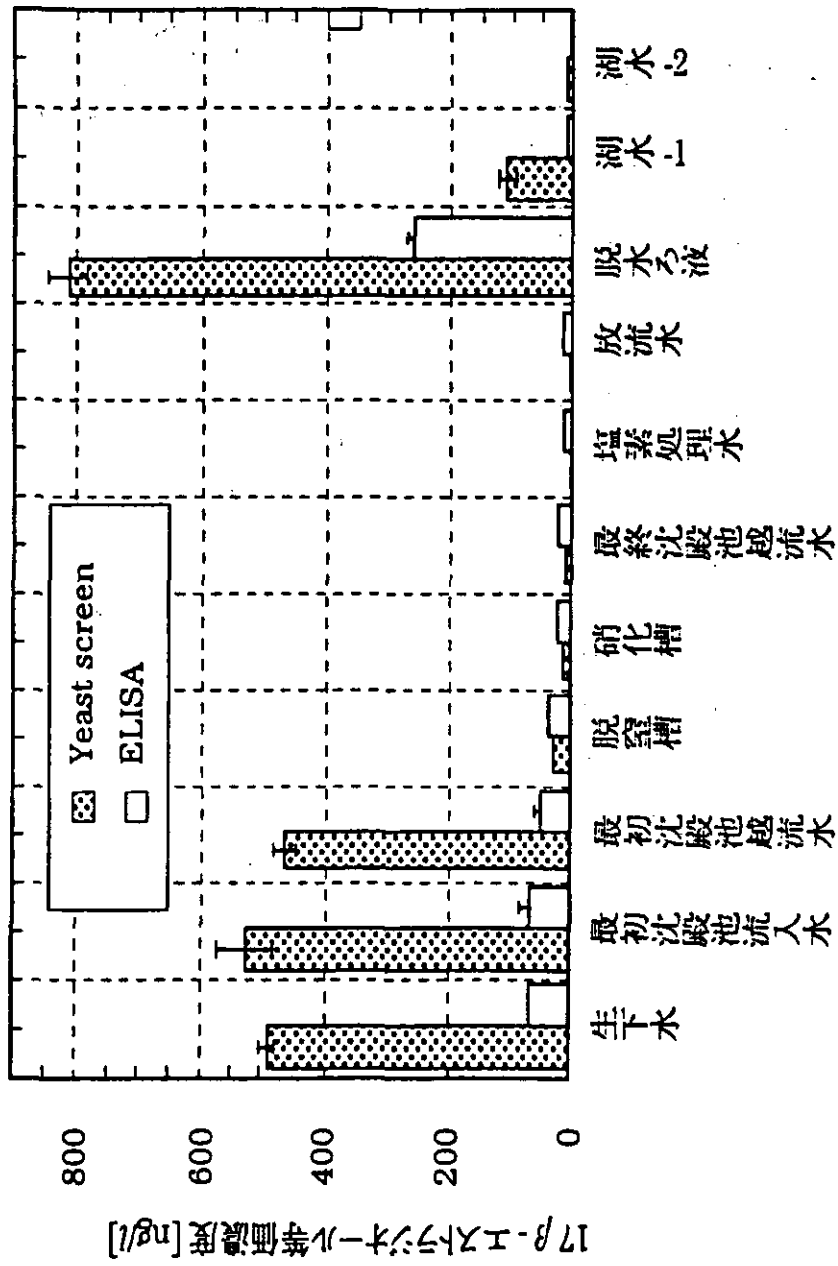 17β-エストラジオール等価濃度 [ng/l]
800
600
400
200
0
Yeast screen
ELISA
生下水
最初沈殿池流入水
最初沈殿池越流水
脱窒槽
硝化槽
最終沈殿池越流水
塩素処理水
放流水
脱水ろ液
湖水-1
湖水-2